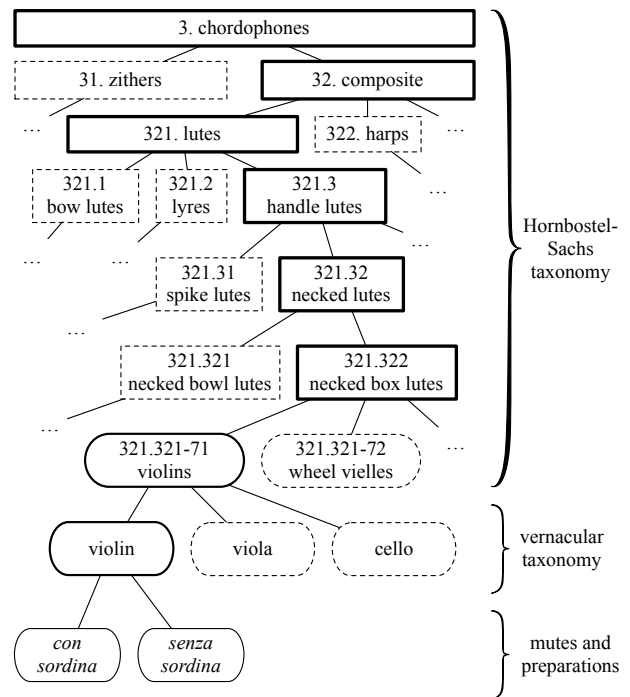 3. chordophones
31. zithers
32. composite
...
...
321. lutes
322. harps
...
321.1
bow lutes
321.2
lyres
321.3
handle lutes
...
...
...
321.31
spike lutes
321.32
necked lutes
...
321.321
necked bowl lutes
321.322
necked box lutes
...
...
321.321-71
violins
321.321-72
wheel vielles
Hornbostel-
Sachs
taxonomy
violin
viola
cello
vernacular
taxonomy
con
sordina
senza
sordina
mutes and
preparations